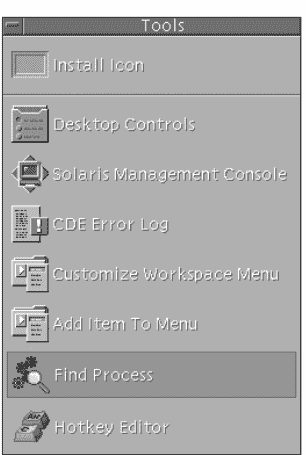 Tools
Install Icon
Desktop Controls
Solaris Management Console
CDE Error Log
Customize Workspace Menu
Add Item To Menu
Find Process
Hotkey Editor